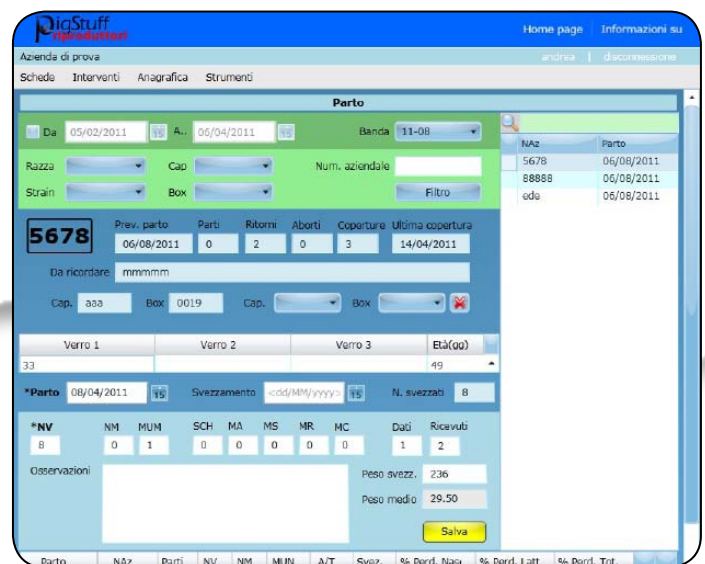 PigStuff
riproduttori
Home page Informazioni su
Azienda di prova andrea | disconnessione
Schede Interventi Anagrafica Strumenti
Parto
Da 05/02/2011 15 A.. 06/04/2011 15 Banda 11-08
Razza Cap Num. aziendale
Strain Box Filtro
NAz Parto
5678 06/08/2011
88888 06/08/2011
ede 06/08/2011
5678
Prev. parto Parti Ritorni Aborti Coperture Ultima copertura
06/08/2011 0 2 0 3 14/04/2011
Da ricordare mmmmm
Cap. aaa Box 0019 Cap. Box
Verro 1 Verro 2 Verro 3 Età(gg)
33 49
*Parto 08/04/2011 15 Svezzamento <dd/MM/yyyy> 15 N. svezzati 8
*NV NM MUM SCH MA MS MR MC Dati Ricevuti
8 0 1 0 0 0 0 0 1 2
Osservazioni
Peso svezz. 236
Peso medio 29.50
Salva
Parto NAz Parti NV NM MUN A/T Svez. % Perd. Nasc % Perd. Latt % Perd. Tot.